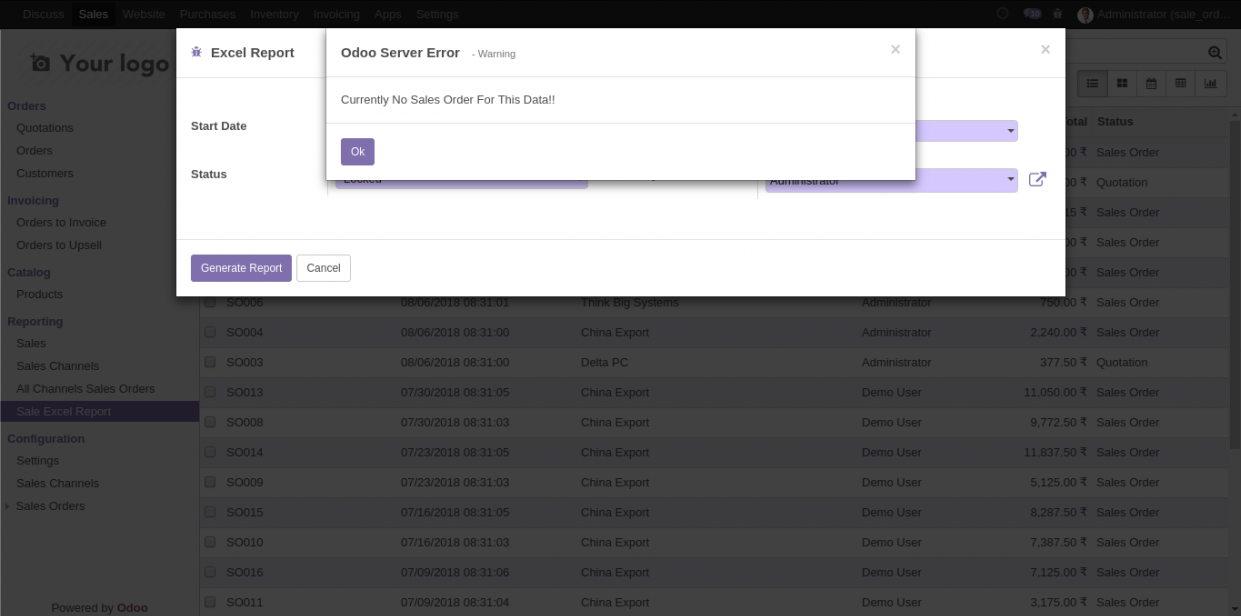 Discuss Sales Website Purchases Inventory Invoicing Apps Settings Administrator (sale_ord...
Your logo
Excel Report
Odoo Server Error - Warning
×
×
Currently No Sales Order For This Data!!
Ok
Start Date
Status
Administrator
Generate Report Cancel
Orders
Quotations
Orders
Customers
Invoicing
Orders to Invoice
Orders to Upsell
Catalog
Products
Reporting
Sales
Sales Channels
All Channels Sales Orders
Sale Excel Report
Configuration
Settings
Sales Channels
Sales Orders
Powered by Odoo
Status
Sales Order
Quotation
Sales Order
Sales Order
Sales Order
SO006 08/06/2018 08:31:01 Think Big Systems Administrator 750.00 ₹ Sales Order
SO004 08/06/2018 08:31:00 China Export Administrator 2,240.00 ₹ Sales Order
SO003 08/06/2018 08:31:00 Delta PC Administrator 377.50 ₹ Quotation
SO013 07/30/2018 08:31:05 China Export Demo User 11,050.00 ₹ Sales Order
SO008 07/30/2018 08:31:03 China Export Demo User 9,772.50 ₹ Sales Order
SO014 07/23/2018 08:31:05 China Export Demo User 11,837.50 ₹ Sales Order
SO009 07/23/2018 08:31:03 China Export Demo User 5,125.00 ₹ Sales Order
SO015 07/16/2018 08:31:05 China Export Demo User 8,287.50 ₹ Sales Order
SO010 07/16/2018 08:31:03 China Export Demo User 7,387.50 ₹ Sales Order
SO016 07/09/2018 08:31:06 China Export Demo User 7,125.00 ₹ Sales Order
SO011 07/09/2018 08:31:04 China Export Demo User 3,175.00 ₹ Sales Order